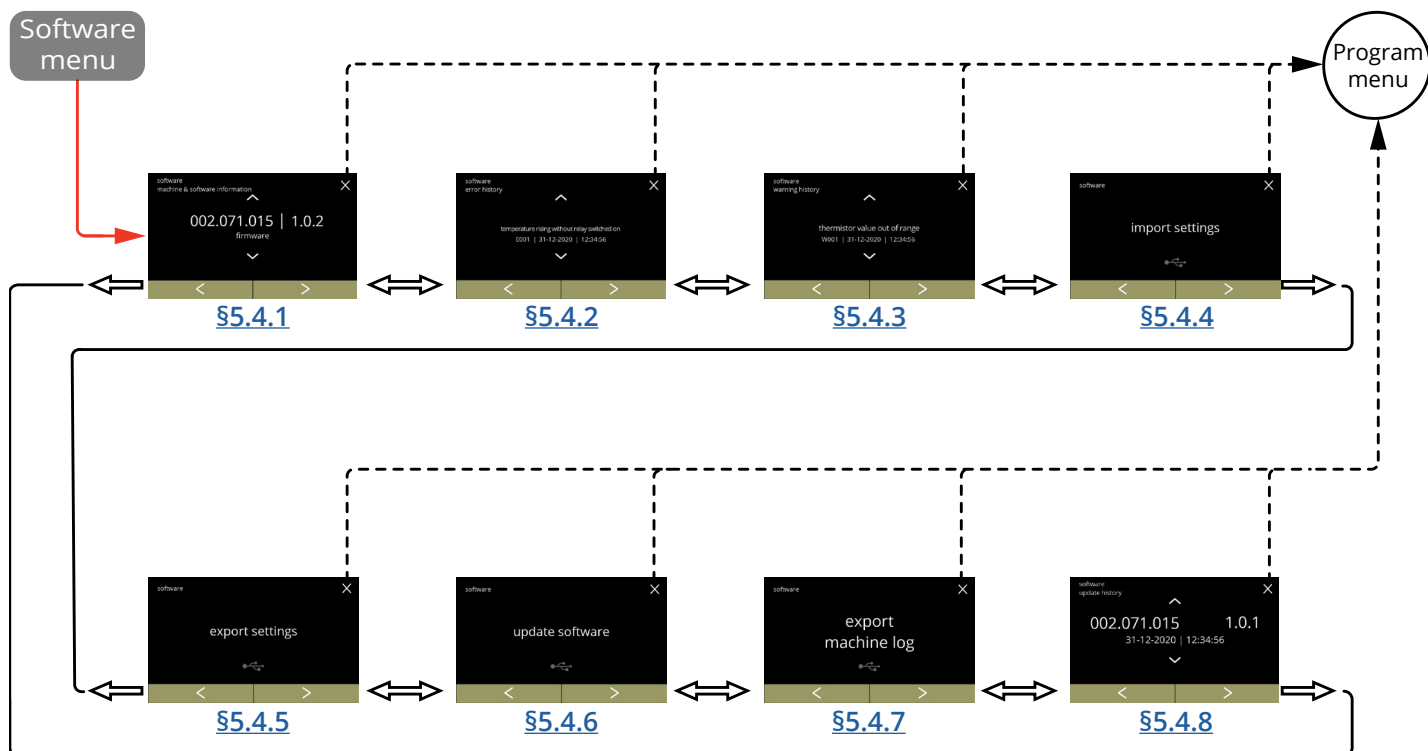 Software
menu
Program
menu
software
machine & software information
X
002.071.015 | 1.0.2
firmware
< >
§5.4.1
software
error history
X
temperature rising without relay switched on
E001 | 31-12-2020 | 12:34:56
< >
§5.4.2
software
warning history
X
thermistor value out of range
W001 | 31-12-2020 | 12:34:56
< >
§5.4.3
software
X
import settings
< >
§5.4.4
software
X
export settings
< >
§5.4.5
software
X
update software
< >
§5.4.6
software
X
export
machine log
< >
§5.4.7
software
update history
X
002.071.015 1.0.1
31-12-2020 | 12:34:56
< >
§5.4.8